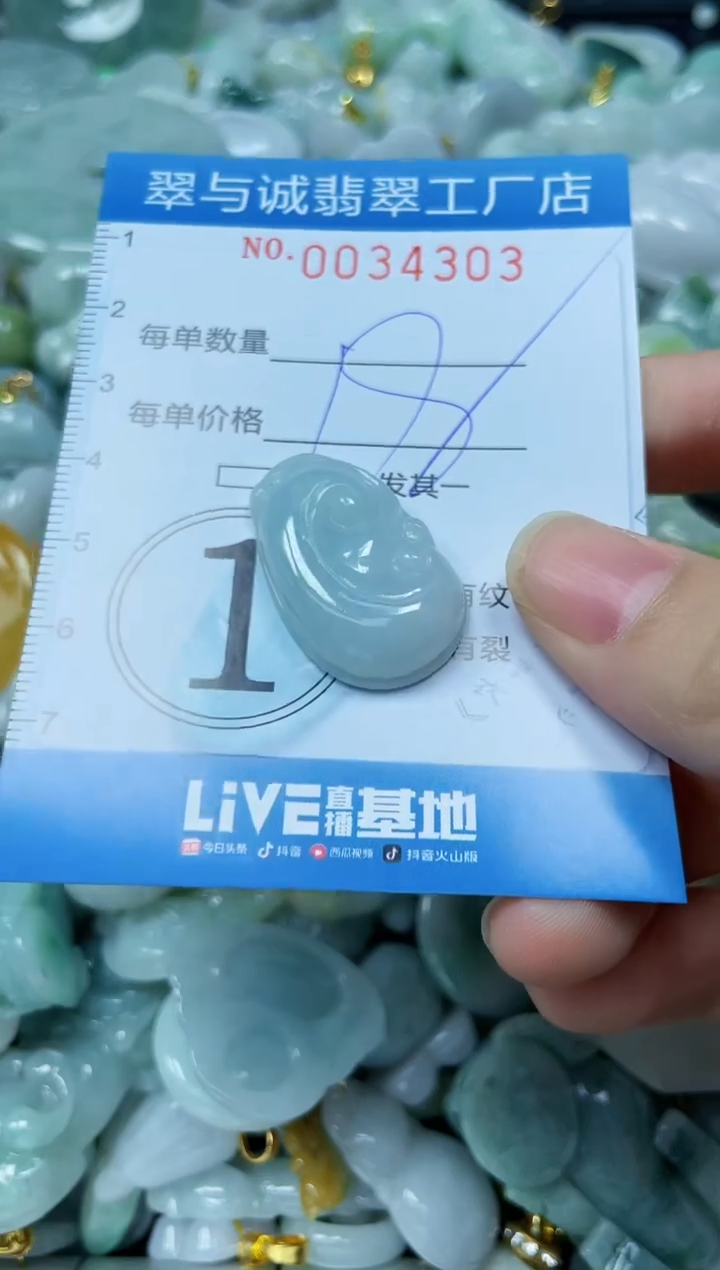 翠与诚翡翠工厂店
NO.0034303
1
2
每单数量
3
每单价格
4
发其一
5
1
有纹
6
有裂
7
LiVE直播基地
今日头条 抖音 西瓜视频 抖音火山版